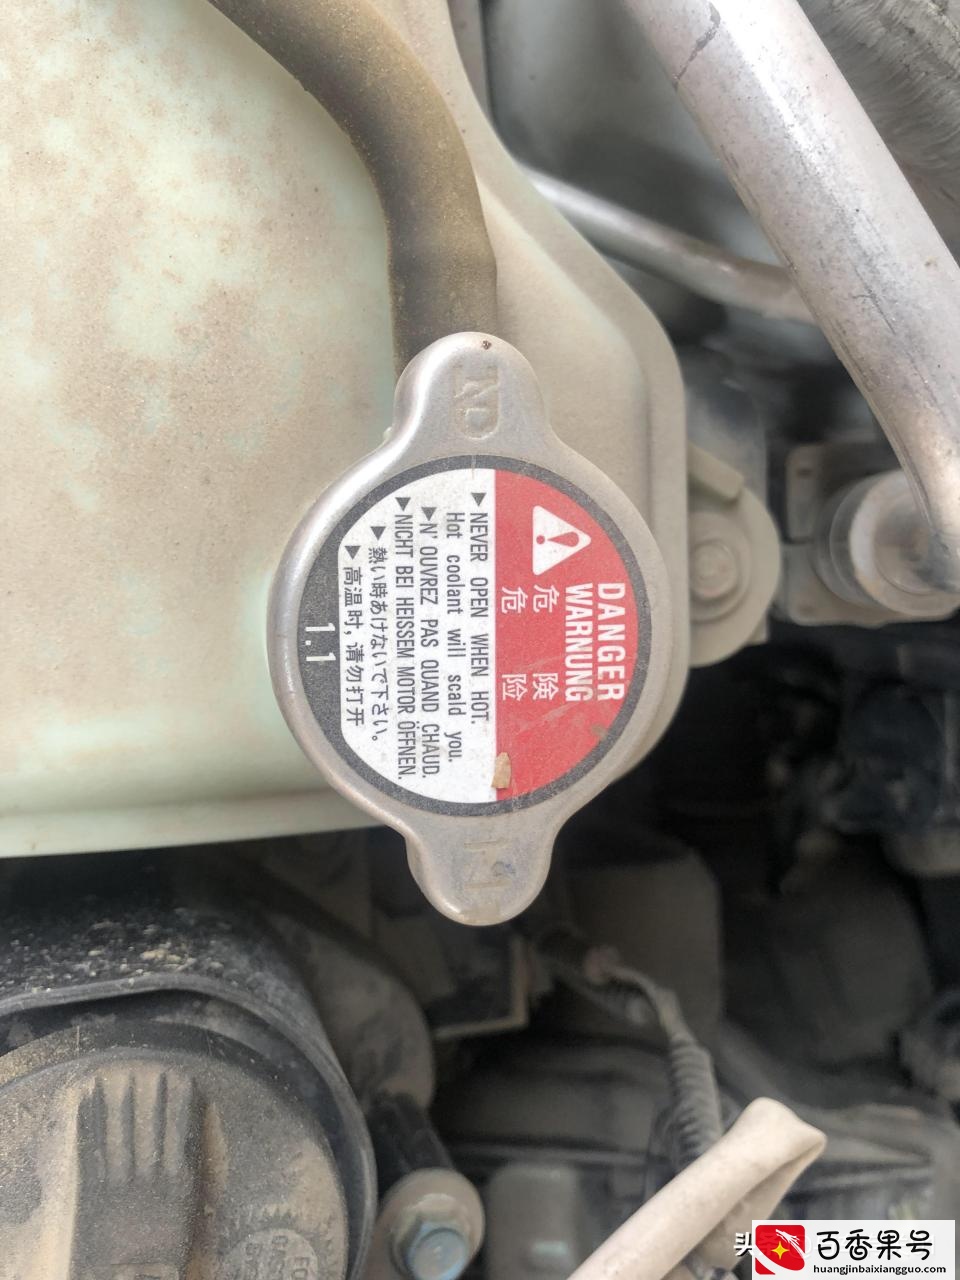 ND
DANGER
WARNUNG
危 険
危 险
▶NEVER OPEN WHEN HOT.
Hot coolant will scald you.
▶N' OUVREZ PAS QUAND CHAUD.
▶NICHT BEI HEISSEM MOTOR ÖFFNEN.
▶熱い時あけないで下さい。
▶高温时, 请勿打开
1.1
百香果号
huangjinbaixiangguo.com